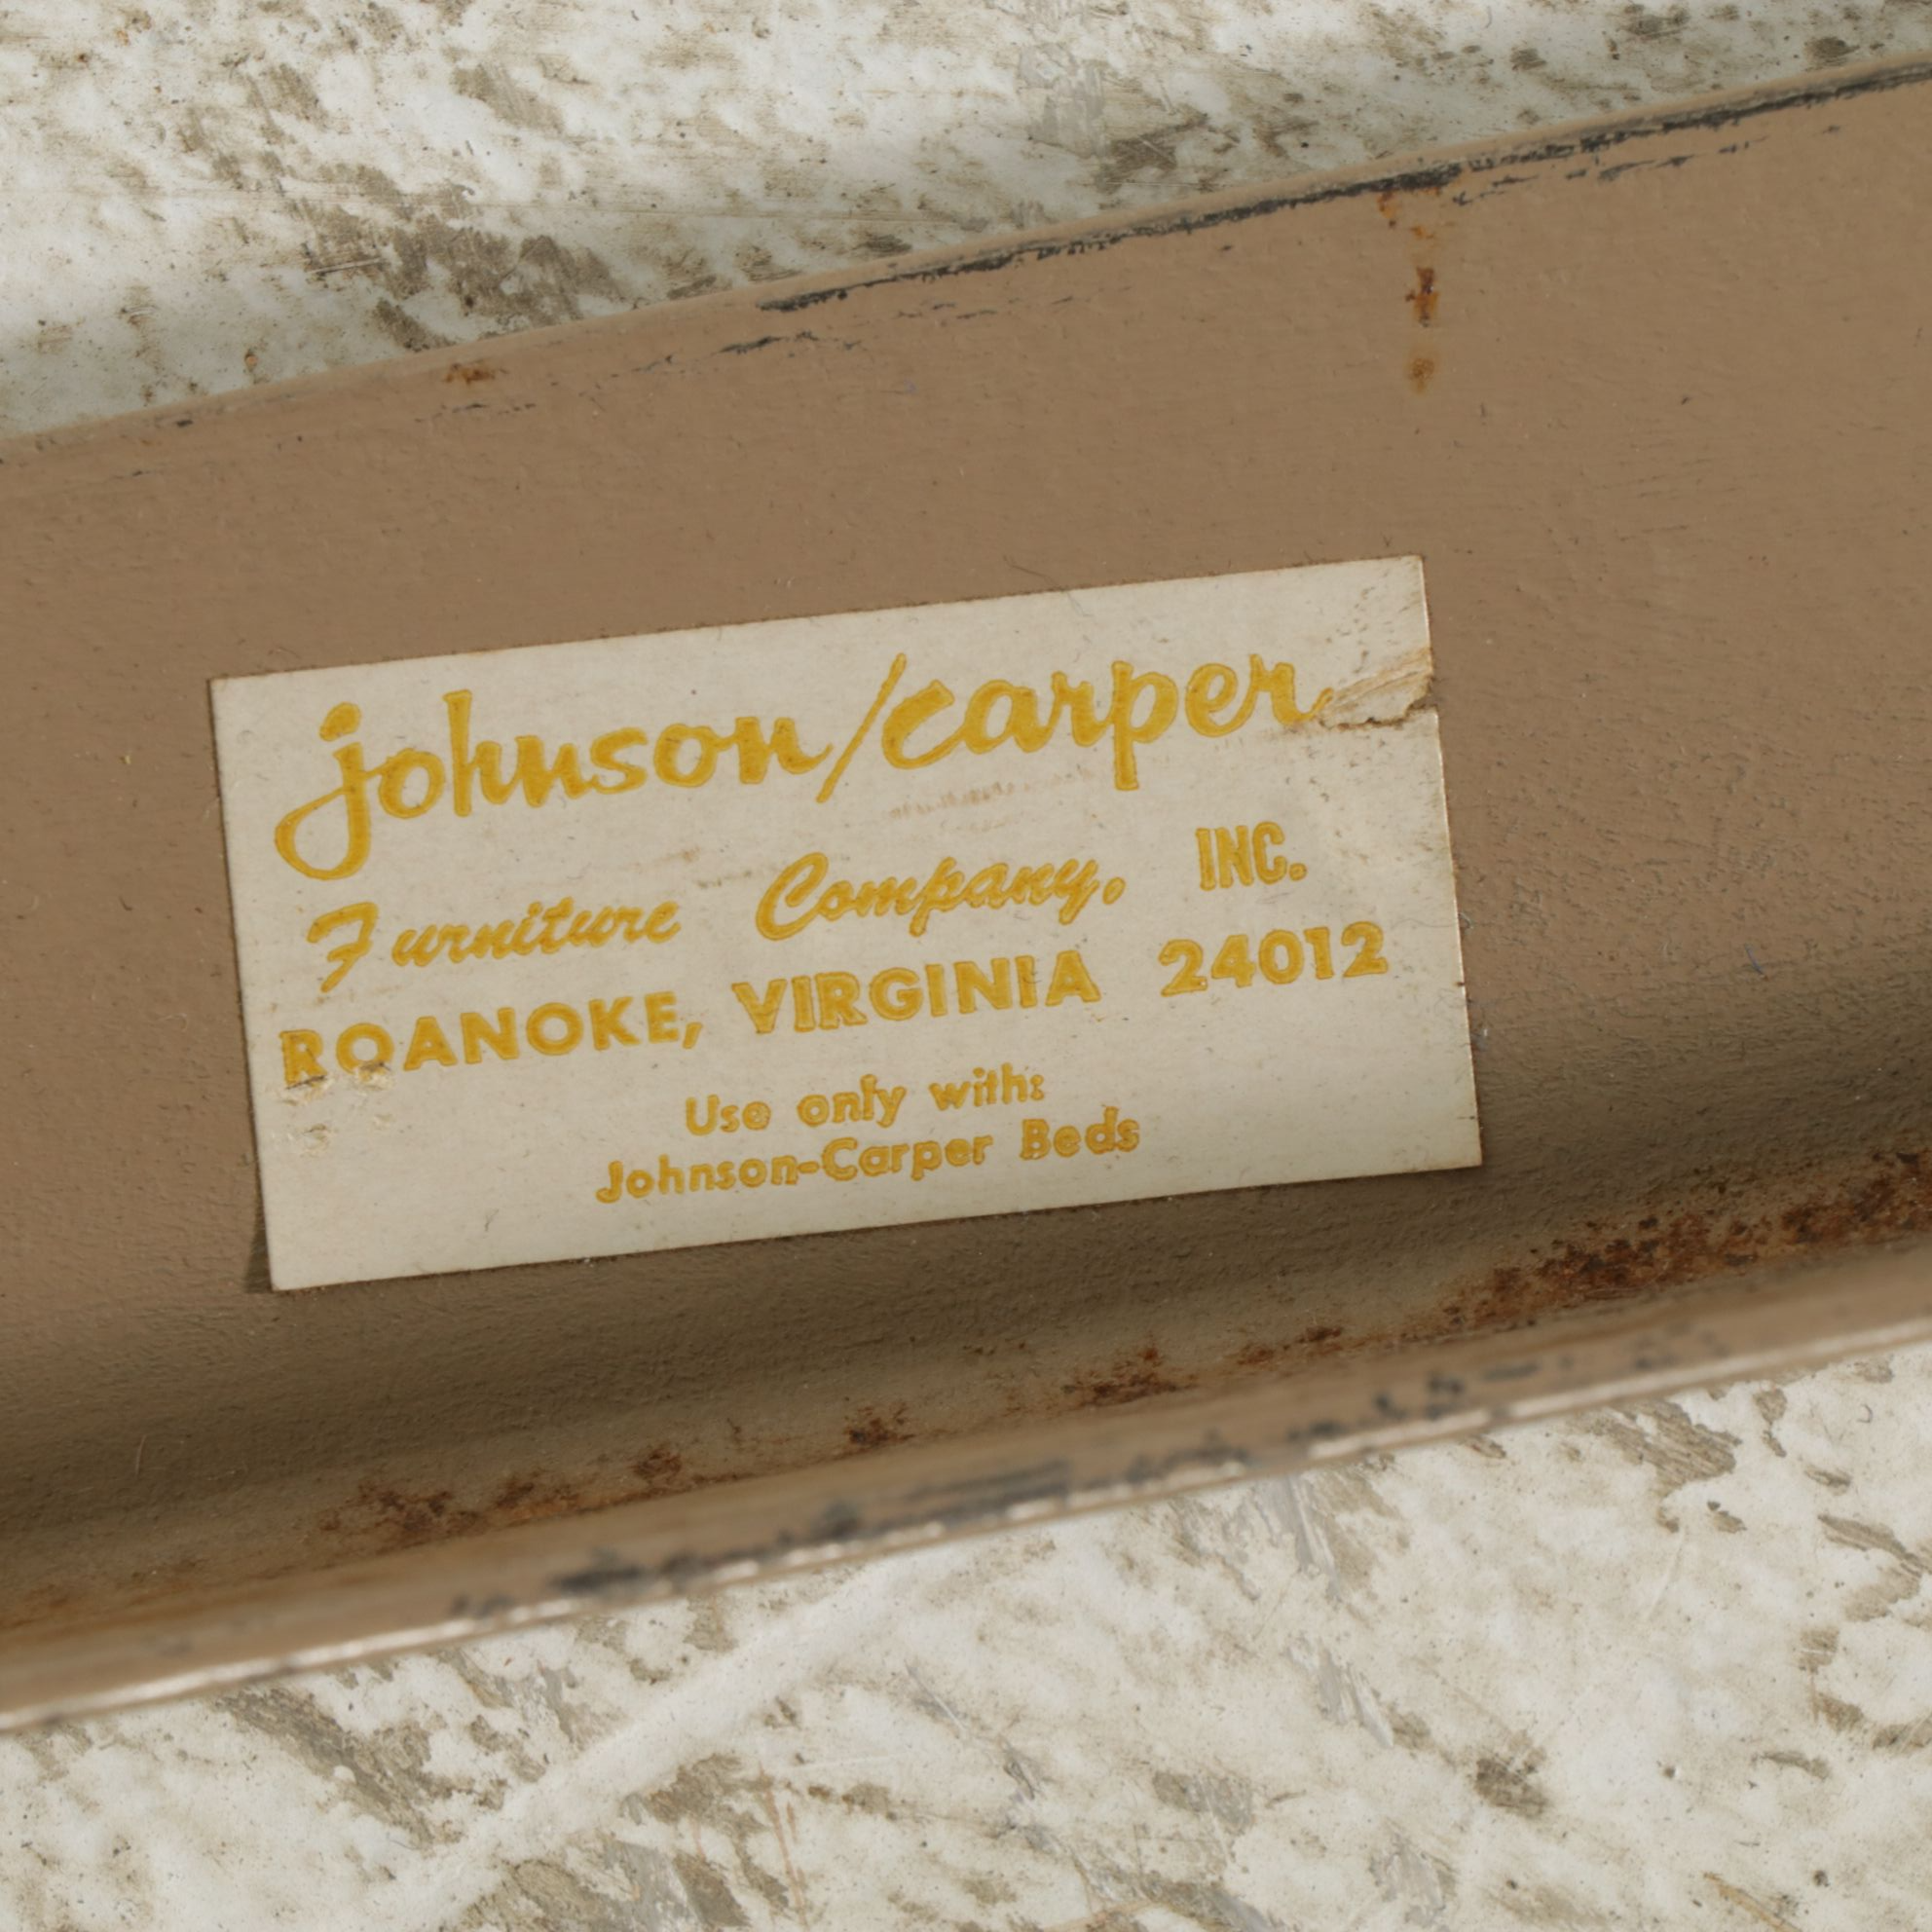 johnson/carper
Furniture Company, INC.
ROANOKE, VIRGINIA 24012
Use only with:
Johnson-Carper Beds